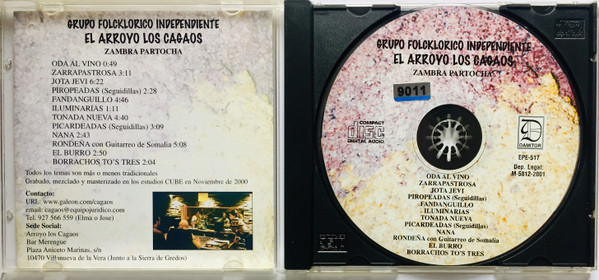 GRUPO FOLCKLORICO INDEPENDIENTE
EL ARROYO LOS CAGAOS
ZAMBRA PARTOCHA
ODA AL VINO 0:49
ZARRAPASTROSA 3:11
JOTA JEVI 6:22
PIROPEADAS (Seguidillas) 2:28
FANDANGUILLO 4:46
ILUMINARIAS 1:11
TONADA NUEVA 4:40
PICARDEADAS (Seguidillas) 3:09
NANA 2:43
RONDEÑA con Guitarreo de Somalia 5:08
EL BURRO 2:50
BORRACHOS TO'S TRES 2:04
Todos los temas son más o menos tradicionales
Grabado, mezclado y masterizado en los estudios CUBE en Noviembre de 2000
Contacto:
URL: www.galeon.com/cagaos
email: cagaos@equipojuridico.com
Tel. 927 566 559 (Elma o Jose)
Sede Social:
Arroyo los Cagaos
Bar Merengue
Plaza Aniceto Marinas, s/n
10470 Villanueva de la Vera (Junto a la Sierra de Gredos)
GRUPO FOLCKLORICO INDEPENDIENTE
EL ARROYO LOS CAGAOS
ZAMBRA PARTOCHA
9011
COMPACT
disc
DIGITAL AUDIO
DAWTOR
EPE-517
Dep. Legal:
M-5812-2001
ODA AL VINO
ZARRAPASTROSA
JOTA JEVI
PIROPEADAS (Seguidillas)
FANDANGUILLO
ILUMINARIAS
TONADA NUEVA
PICARDEADAS (Seguidillas)
NANA
RONDEÑA con Guitarreo de Somalia
EL BURRO
BORRACHOS TO'S TRES